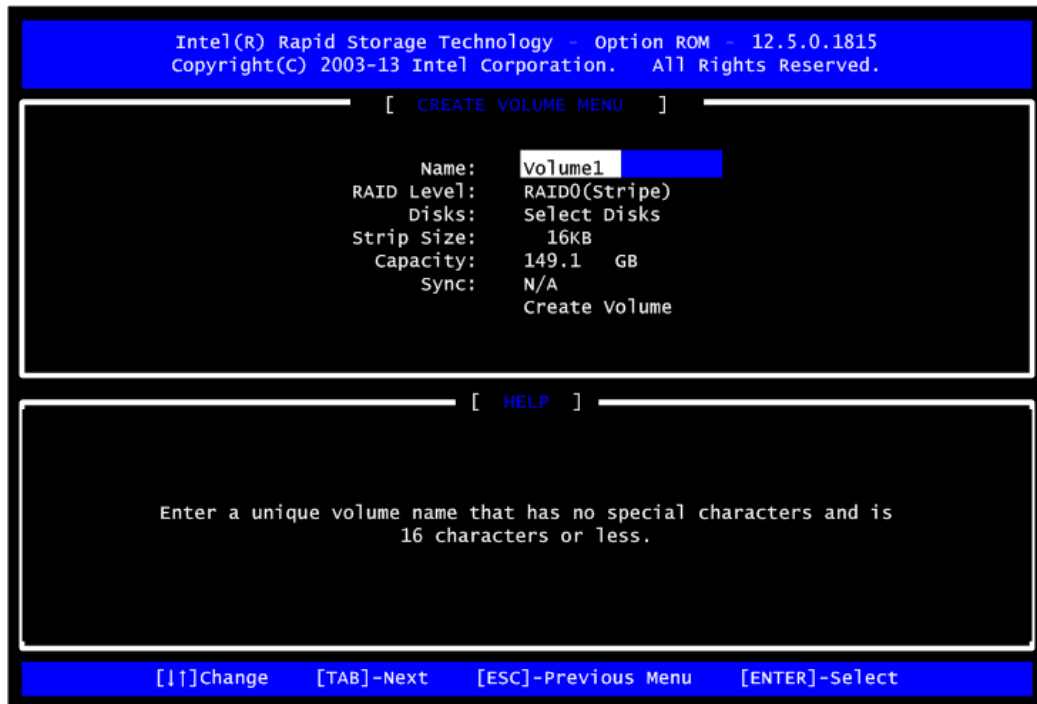 Intel(R) Rapid Storage Technology - Option ROM - 12.5.0.1815
Copyright(C) 2003-13 Intel Corporation. All Rights Reserved.
[ CREATE VOLUME MENU ]
Name: Volume1
RAID Level: RAID0(Stripe)
Disks: Select Disks
Strip Size: 16KB
Capacity: 149.1 GB
Sync: N/A
Create Volume
[ HELP ]
Enter a unique volume name that has no special characters and is
16 characters or less.
[↓↑]Change [TAB]-Next [ESC]-Previous Menu [ENTER]-Select